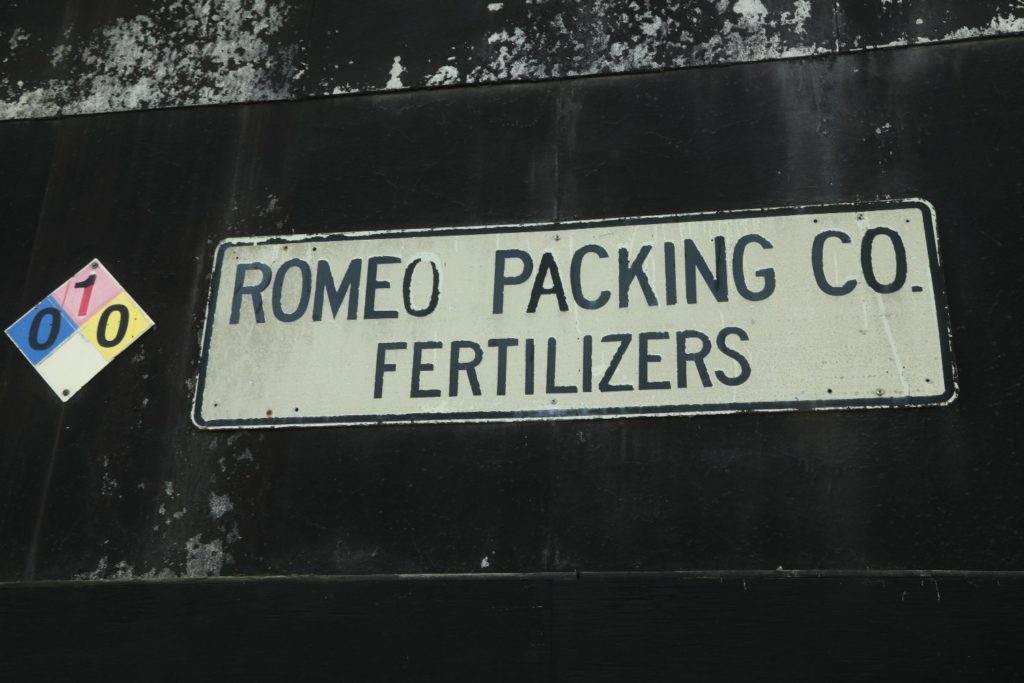 ROMEO PACKING CO.
FERTILIZERS
1
0 0